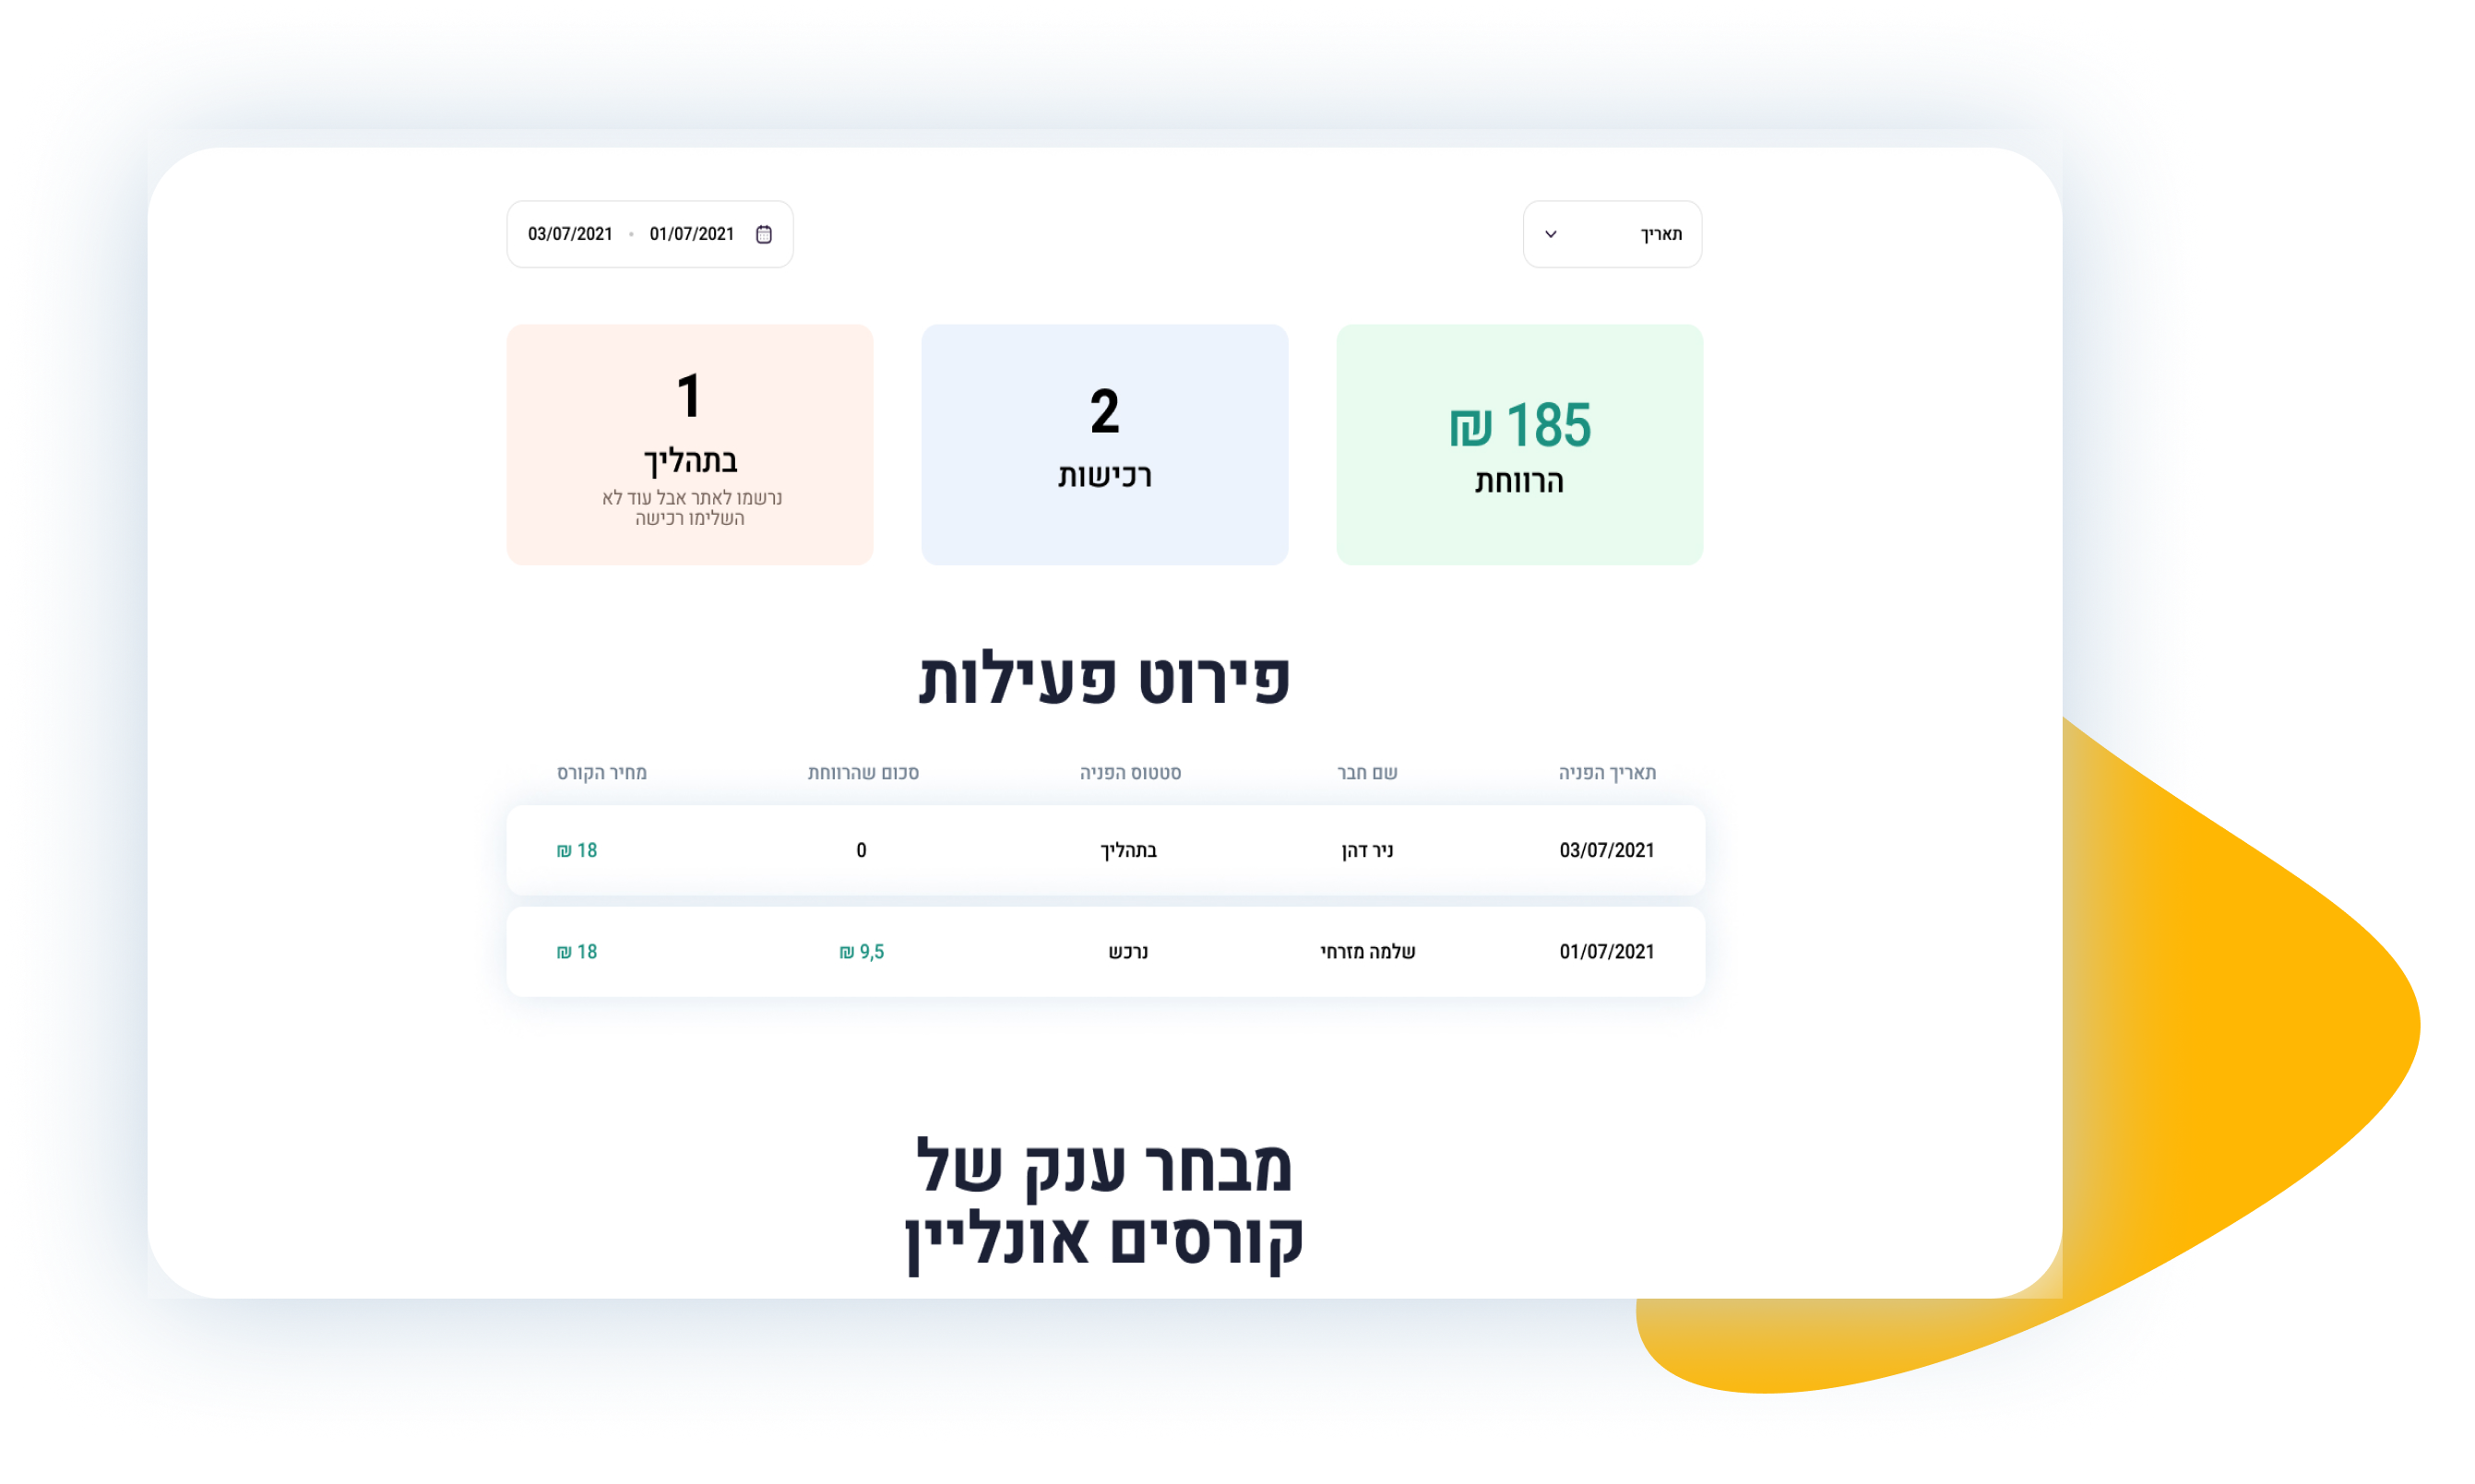 תאריך
01/07/2021 • 03/07/2021
185 ₪
הרווחת
2
רכישות
1
בתהליך
נרשמו לאתר אבל עוד לא
השלימו רכישה
פירוט פעילות
תאריך הפניה שם חבר סטטוס הפניה סכום שהרווחת מחיר הקורס
03/07/2021 ניר דהן בתהליך 0 18 ₪
01/07/2021 שלמה מזרחי נרכש 9,5 ₪ 18 ₪
מבחר ענק של
קורסים אונליין